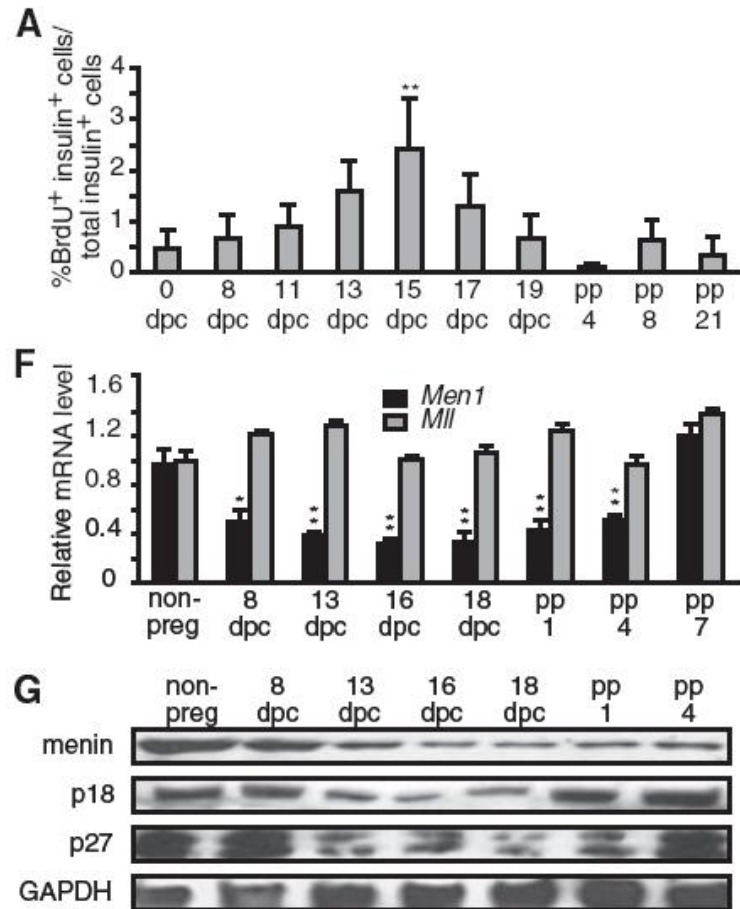 A
%BrdU+ insulin+ cells/
total insulin+ cells
4
3
2
1
0
**
0 8 11 13 15 17 19 pp pp pp
dpc dpc dpc dpc dpc dpc dpc 4 8 21
F
Relative mRNA level
1.6
1.2
0.8
0.4
0
Men1
Mll
* ** ** ** ** **
non- 8 13 16 18 pp pp pp
preg dpc dpc dpc dpc 1 4 7
G
non- 8 13 16 18 pp pp
preg dpc dpc dpc dpc 1 4
menin
p18
p27
GAPDH